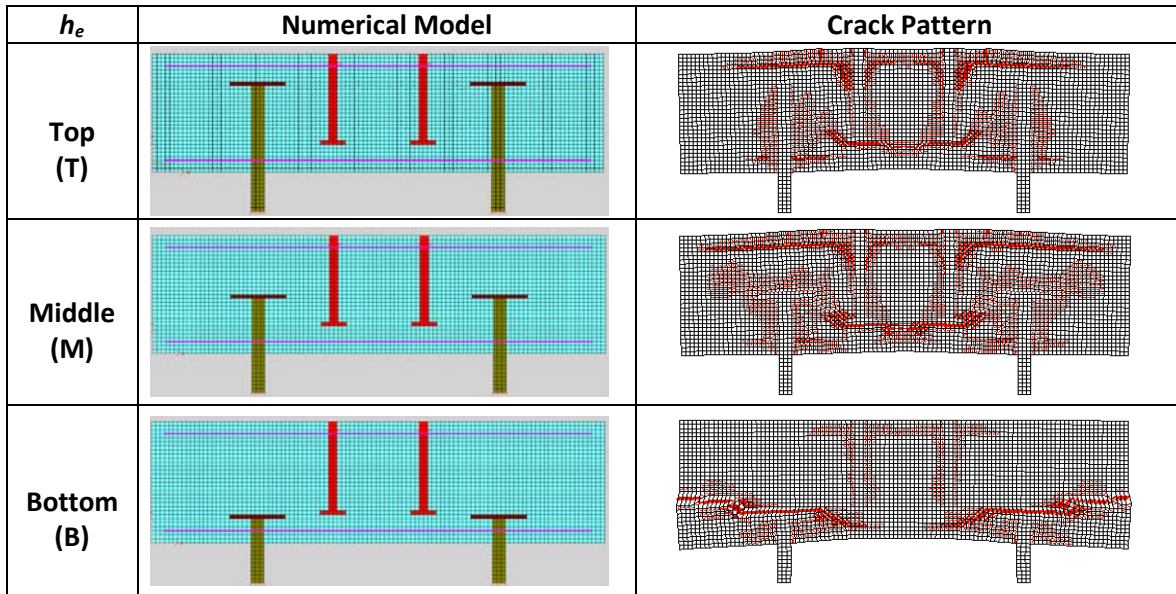 he Numerical Model Crack Pattern
Top
(T)
Middle
(M)
Bottom
(B)